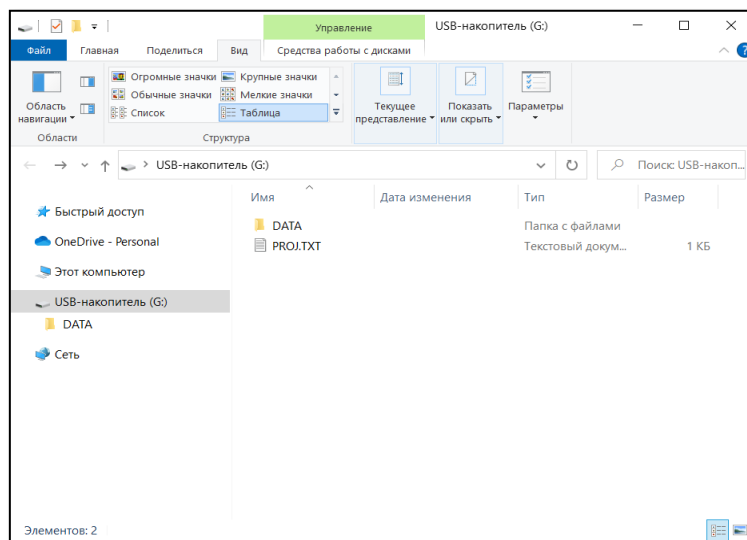 Управление
USB-накопитель (G:)
Файл Главная Поделиться Вид Средства работы с дисками
Область навигации
Огромные значки Крупные значки
Обычные значки Мелкие значки
Список Таблица
Текущее представление
Показать или скрыть
Параметры
Области Структура
USB-накопитель (G:)
Поиск: USB-накоп...
Имя Дата изменения Тип Размер
Быстрый доступ
OneDrive - Personal
Этот компьютер
USB-накопитель (G:)
DATA
Сеть
DATA Папка с файлами
PROJ.TXT Текстовый докум... 1 КБ
Элементов: 2